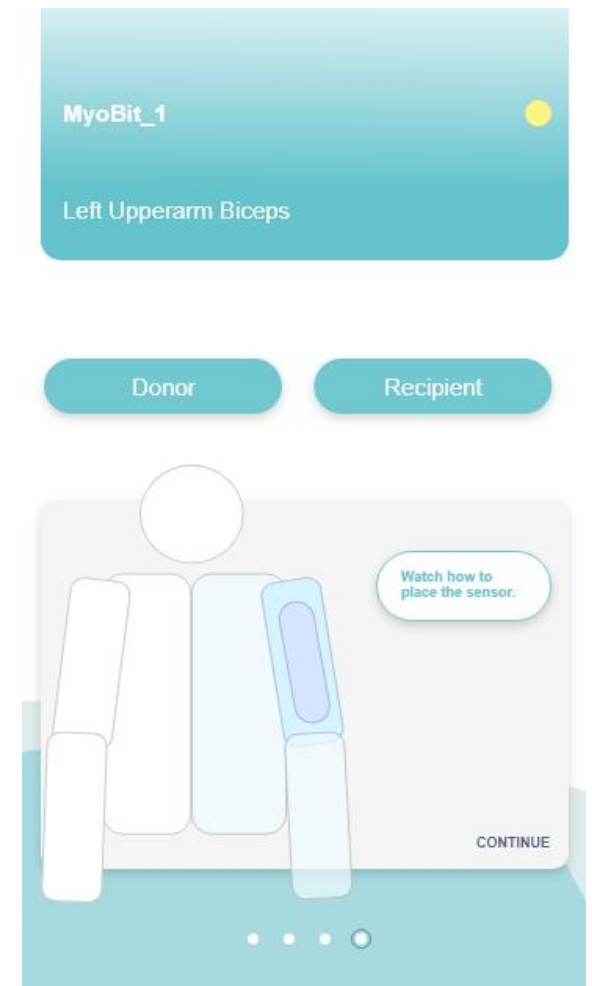 MyoBit_1
Left Upperarm Biceps
Donor
Recipient
Watch how to
place the sensor.
CONTINUE